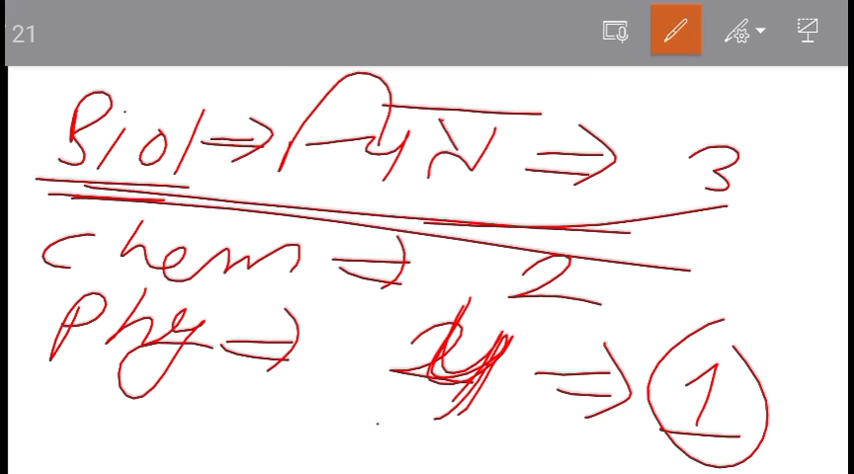 21
Biol ⇒ ⇒ 3
Chem ⇒ 2
Phy ⇒ ⇒ 1